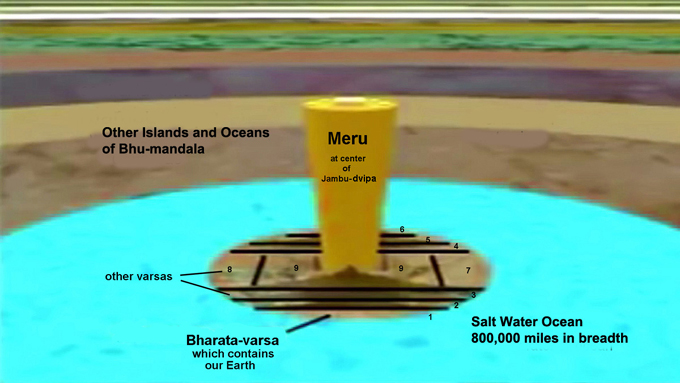 Meru
at center
of
Jambu-dvipa
Other Islands and Oceans
of Bhu-mandala
6
5
4
8
9
9
7
other varsas
3
2
1
Bharata-varsa
which contains
our Earth
Salt Water Ocean
800,000 miles in breadth